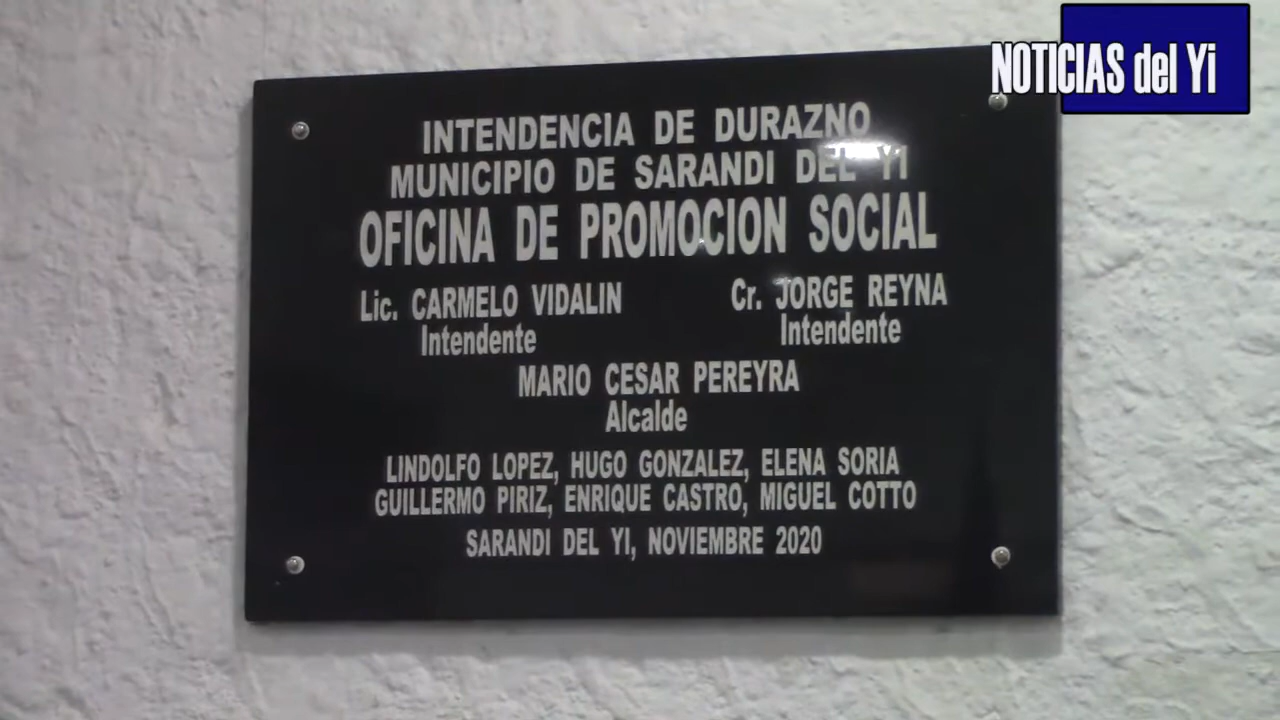 NOTICIAS del Yi
INTENDENCIA DE DURAZNO
MUNICIPIO DE SARANDI DEL YI
OFICINA DE PROMOCION SOCIAL
Lic. CARMELO VIDALIN Cr. JORGE REYNA
Intendente Intendente
MARIO CESAR PEREYRA
Alcalde
LINDOLFO LOPEZ, HUGO GONZALEZ, ELENA SORIA
GUILLERMO PIRIZ, ENRIQUE CASTRO, MIGUEL COTTO
SARANDI DEL YI, NOVIEMBRE 2020